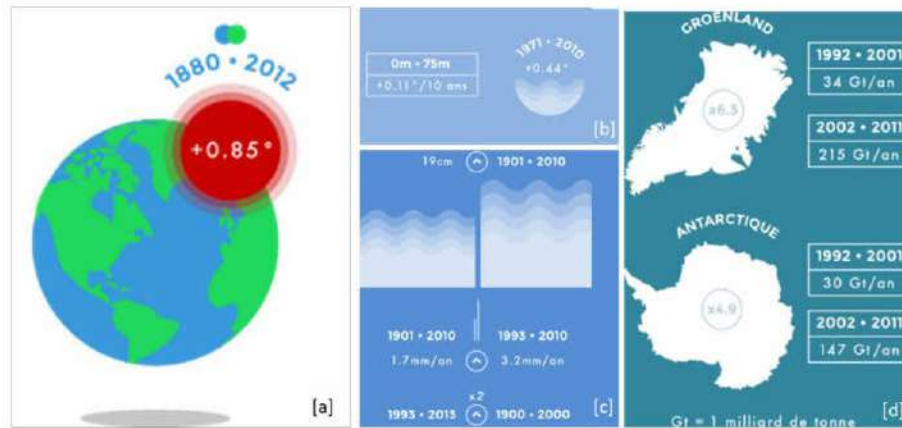 1880 • 2012
+0.85°
[a]
0m - 75m
+0.11°/10 ans
1971 • 2010
+0.44°
[b]
19cm
1901 • 2010
1901 • 2010
1.7mm/an
1993 • 2010
3.2mm/an
x2
1993 • 2013
1900 • 2000
[c]
GROENLAND
x6.3
1992 • 2001
34 Gt/an
2002 • 2011
215 Gt/an
ANTARCTIQUE
x4.9
1992 • 2001
30 Gt/an
2002 • 2011
147 Gt/an
Gt = 1 milliard de tonne
[d]